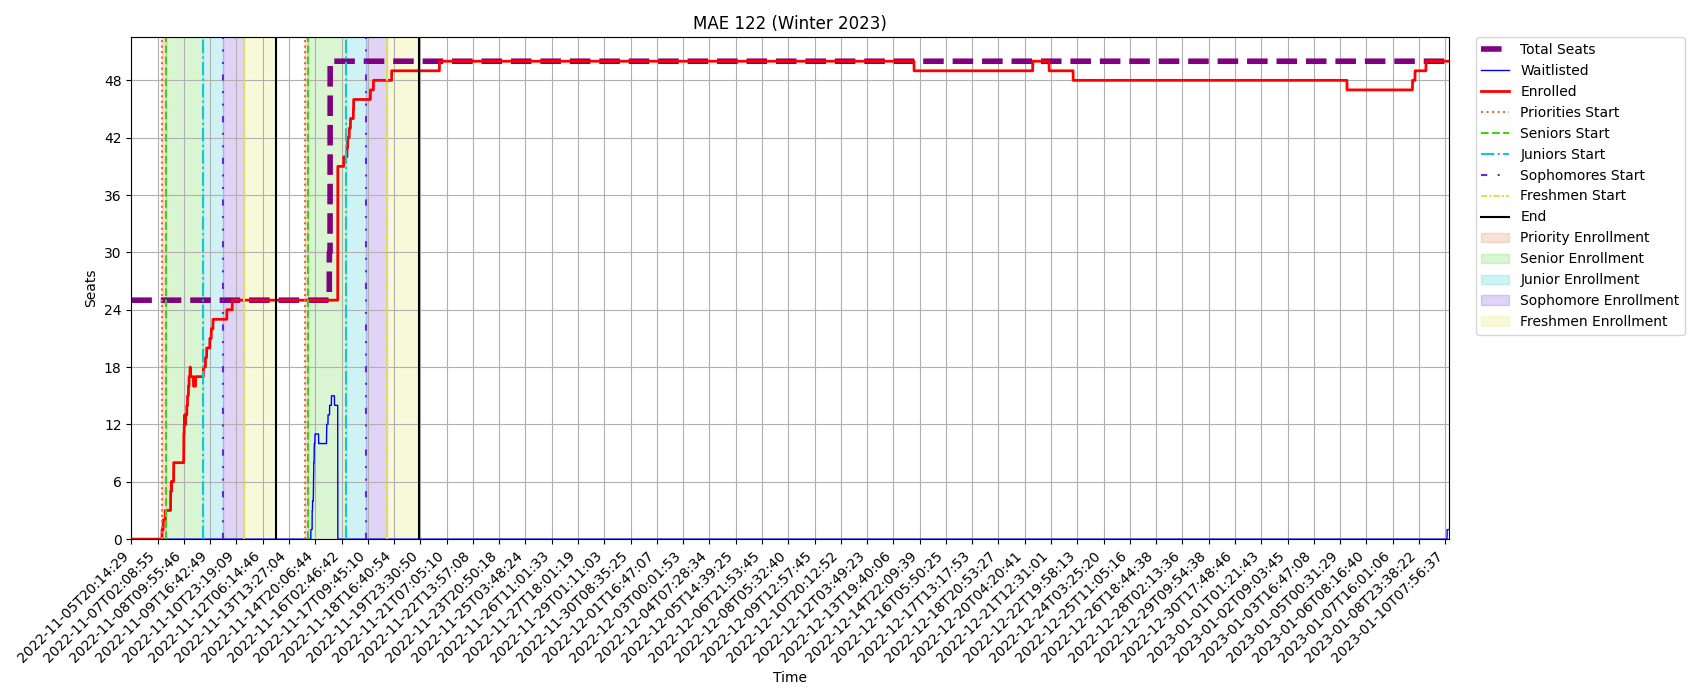 MAE 122 (Winter 2023)
Seats
48
42
36
30
24
18
12
6
0
2022-11-05T20:14:29
2022-11-07T02:08:55
2022-11-08T09:55:46
2022-11-09T16:42:49
2022-11-10T23:19:09
2022-11-12T06:14:46
2022-11-13T13:27:04
2022-11-14T20:06:44
2022-11-16T02:46:42
2022-11-17T09:45:10
2022-11-18T16:40:54
2022-11-19T23:30:50
2022-11-21T07:05:10
2022-11-22T13:57:08
2022-11-23T20:50:18
2022-11-25T03:48:24
2022-11-26T11:01:33
2022-11-27T18:01:19
2022-11-29T01:11:03
2022-11-30T08:35:25
2022-12-01T16:47:07
2022-12-03T00:01:53
2022-12-04T07:28:34
2022-12-05T14:39:25
2022-12-06T21:53:45
2022-12-08T05:32:40
2022-12-09T12:57:45
2022-12-10T20:12:52
2022-12-12T03:49:23
2022-12-13T19:40:06
2022-12-14T22:09:39
2022-12-16T05:50:25
2022-12-17T13:17:53
2022-12-18T20:53:27
2022-12-20T04:20:41
2022-12-21T12:31:01
2022-12-22T19:58:13
2022-12-24T03:25:20
2022-12-25T11:05:16
2022-12-26T18:44:38
2022-12-28T02:13:36
2022-12-29T09:54:38
2022-12-30T17:48:46
2023-01-01T01:21:43
2023-01-02T09:03:45
2023-01-03T16:47:08
2023-01-05T00:31:29
2023-01-06T08:16:40
2023-01-07T16:01:06
2023-01-08T23:38:22
2023-01-10T07:56:37
Time
Total Seats
Waitlisted
Enrolled
Priorities Start
Seniors Start
Juniors Start
Sophomores Start
Freshmen Start
End
Priority Enrollment
Senior Enrollment
Junior Enrollment
Sophomore Enrollment
Freshmen Enrollment